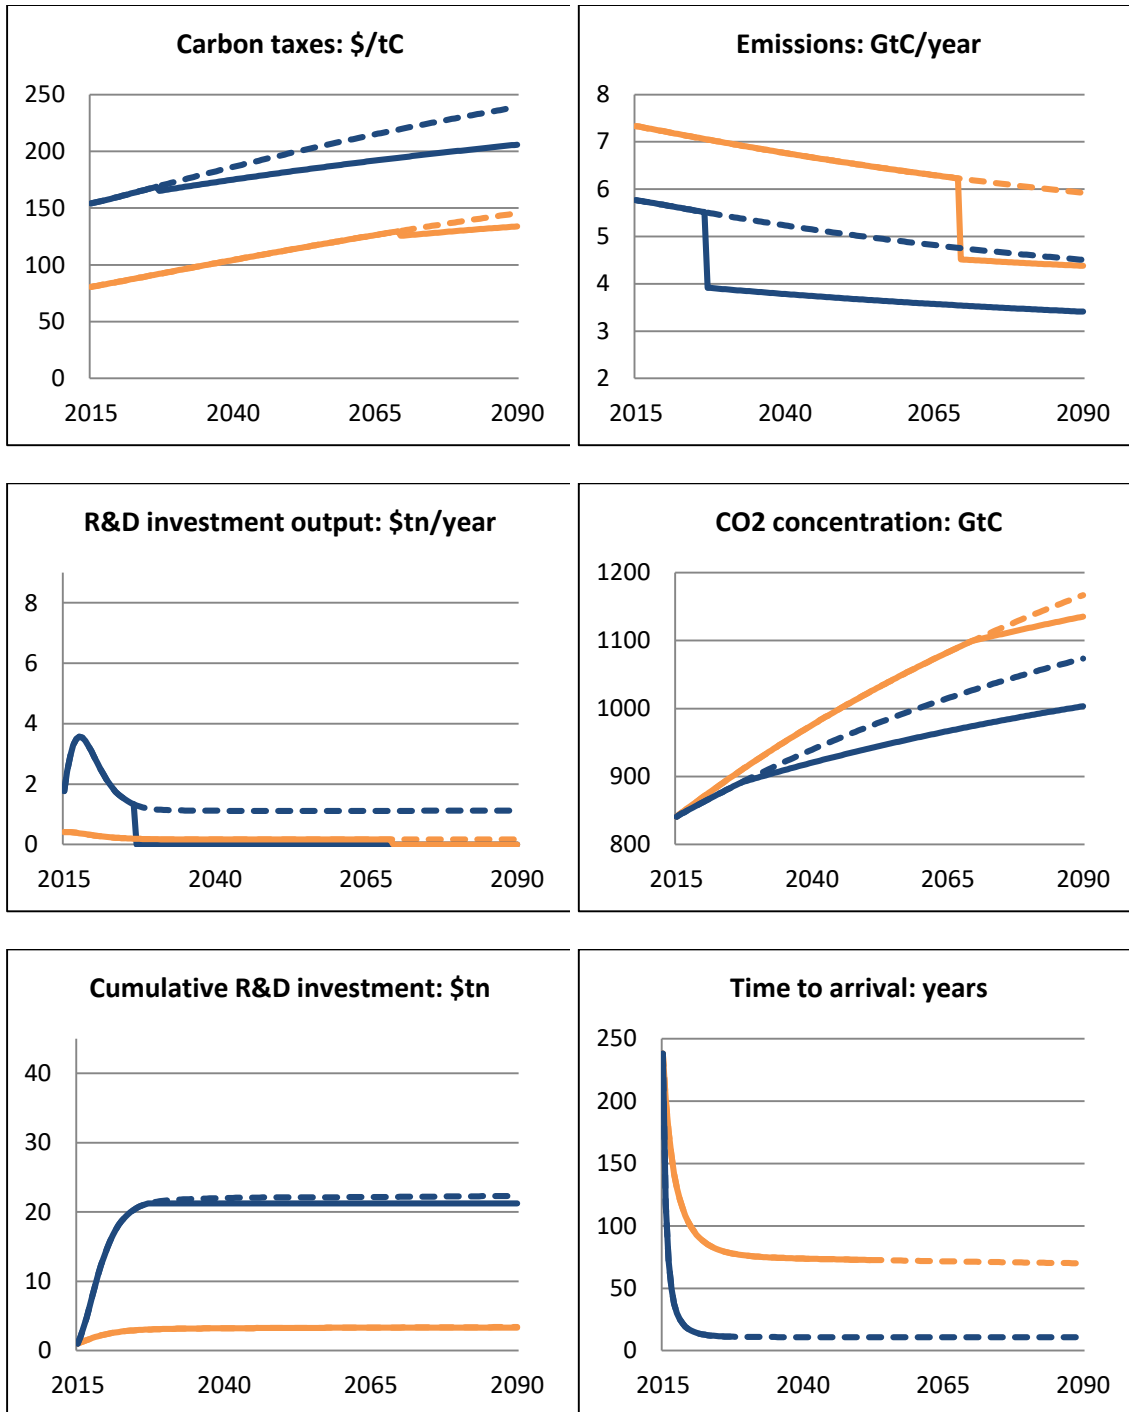 Carbon taxes: $/tC
250
200
150
100
50
0
2015 2040 2065 2090
Emissions: GtC/year
8
7
6
5
4
3
2
2015 2040 2065 2090
R&D investment output: $tn/year
8
6
4
2
0
2015 2040 2065 2090
CO2 concentration: GtC
1200
1100
1000
900
800
2015 2040 2065 2090
Cumulative R&D investment: $tn
40
30
20
10
0
2015 2040 2065 2090
Time to arrival: years
250
200
150
100
50
0
2015 2040 2065 2090